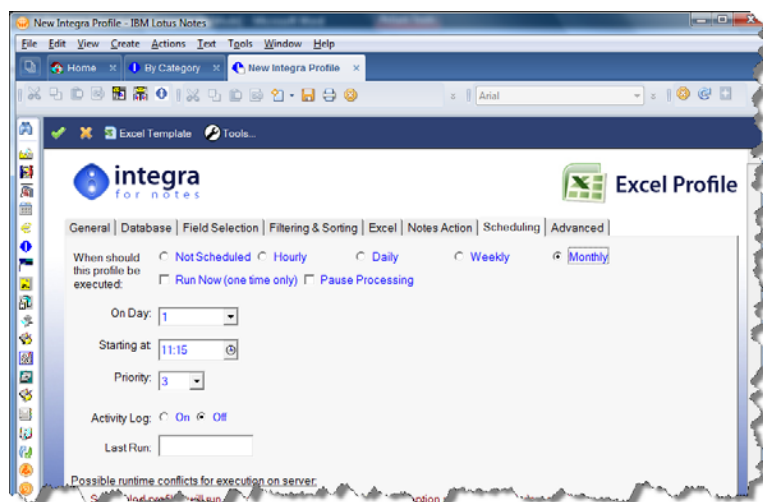 New Integra Profile - IBM Lotus Notes
File Edit View Create Actions Text Tools Window Help
Home By Category New Integra Profile
Arial
Excel Template Tools...
integra
for notes
Excel Profile
General Database Field Selection Filtering & Sorting Excel Notes Action Scheduling Advanced
When should this profile be executed:
Not Scheduled Hourly Daily Weekly Monthly
Run Now (one time only) Pause Processing
On Day: 1
Starting at: 11:15
Priority: 3
Activity Log: On Off
Last Run:
Possible runtime conflicts for execution on server: